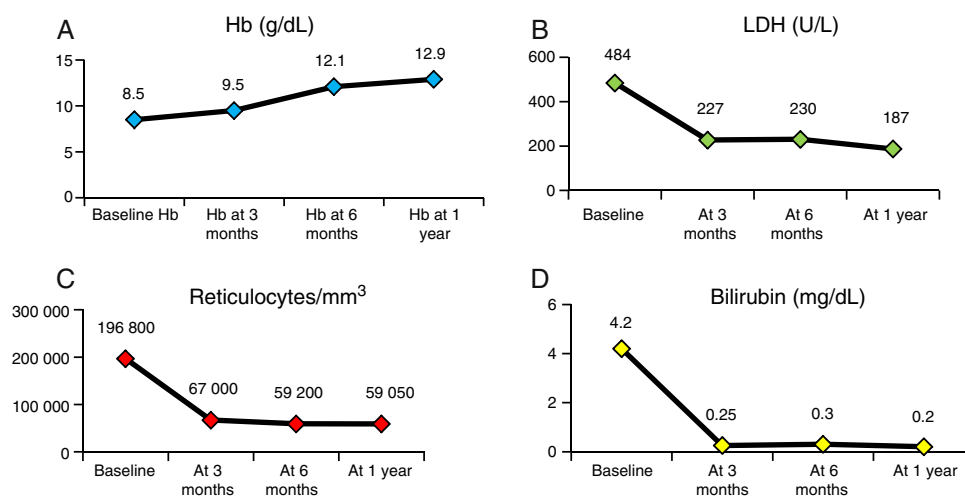 A
Hb (g/dL)
15
10
5
0
8.5
9.5
12.1
12.9
Baseline Hb
Hb at 3
months
Hb at 6
months
Hb at 1
year
B
LDH (U/L)
600
400
200
0
484
227
230
187
Baseline
At 3
months
At 6
months
At 1 year
C
Reticulocytes/mm³
300 000
200 000
100 000
0
196 800
67 000
59 200
59 050
Baseline
At 3
months
At 6
months
At 1 year
D
Bilirubin (mg/dL)
6
4
2
0
4.2
0.25
0.3
0.2
Baseline
At 3
months
At 6
months
At 1 year